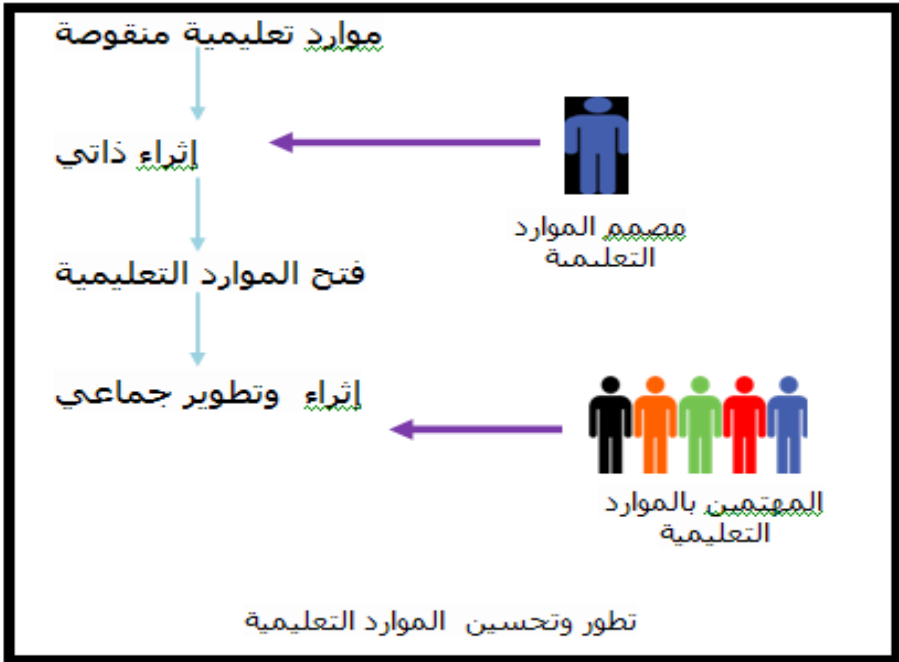 موارد تعليمية منقوصة
إثراء ذاتي
مصمم الموارد
التعليمية
فتح الموارد التعليمية
إثراء وتطوير جماعي
المهتمين بالموارد
التعليمية
تطور وتحسين الموارد التعليمية